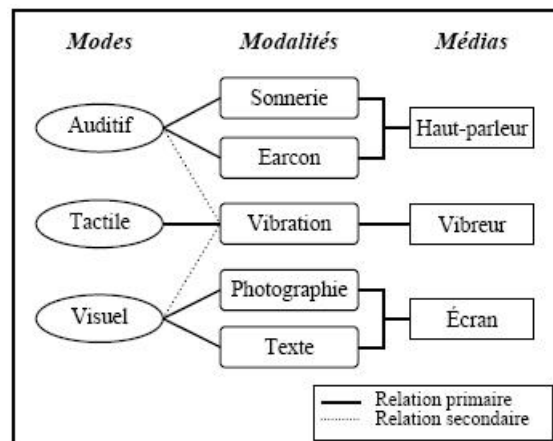 Modes Modalités Médias
Sonnerie
Auditif
Haut-parleur
Earcon
Tactile Vibration Vibreur
Photographie
Visuel
Écran
Texte
Relation primaire
Relation secondaire